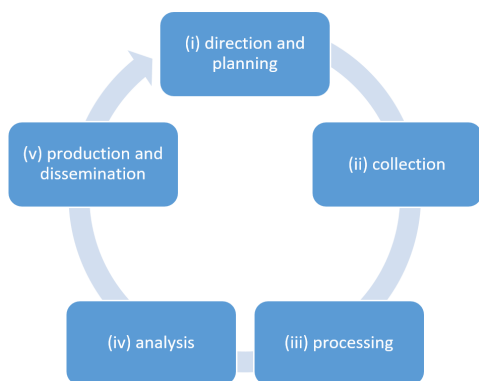 (i) direction and
planning
(ii) collection
(iii) processing
(iv) analysis
(v) production and
dissemination